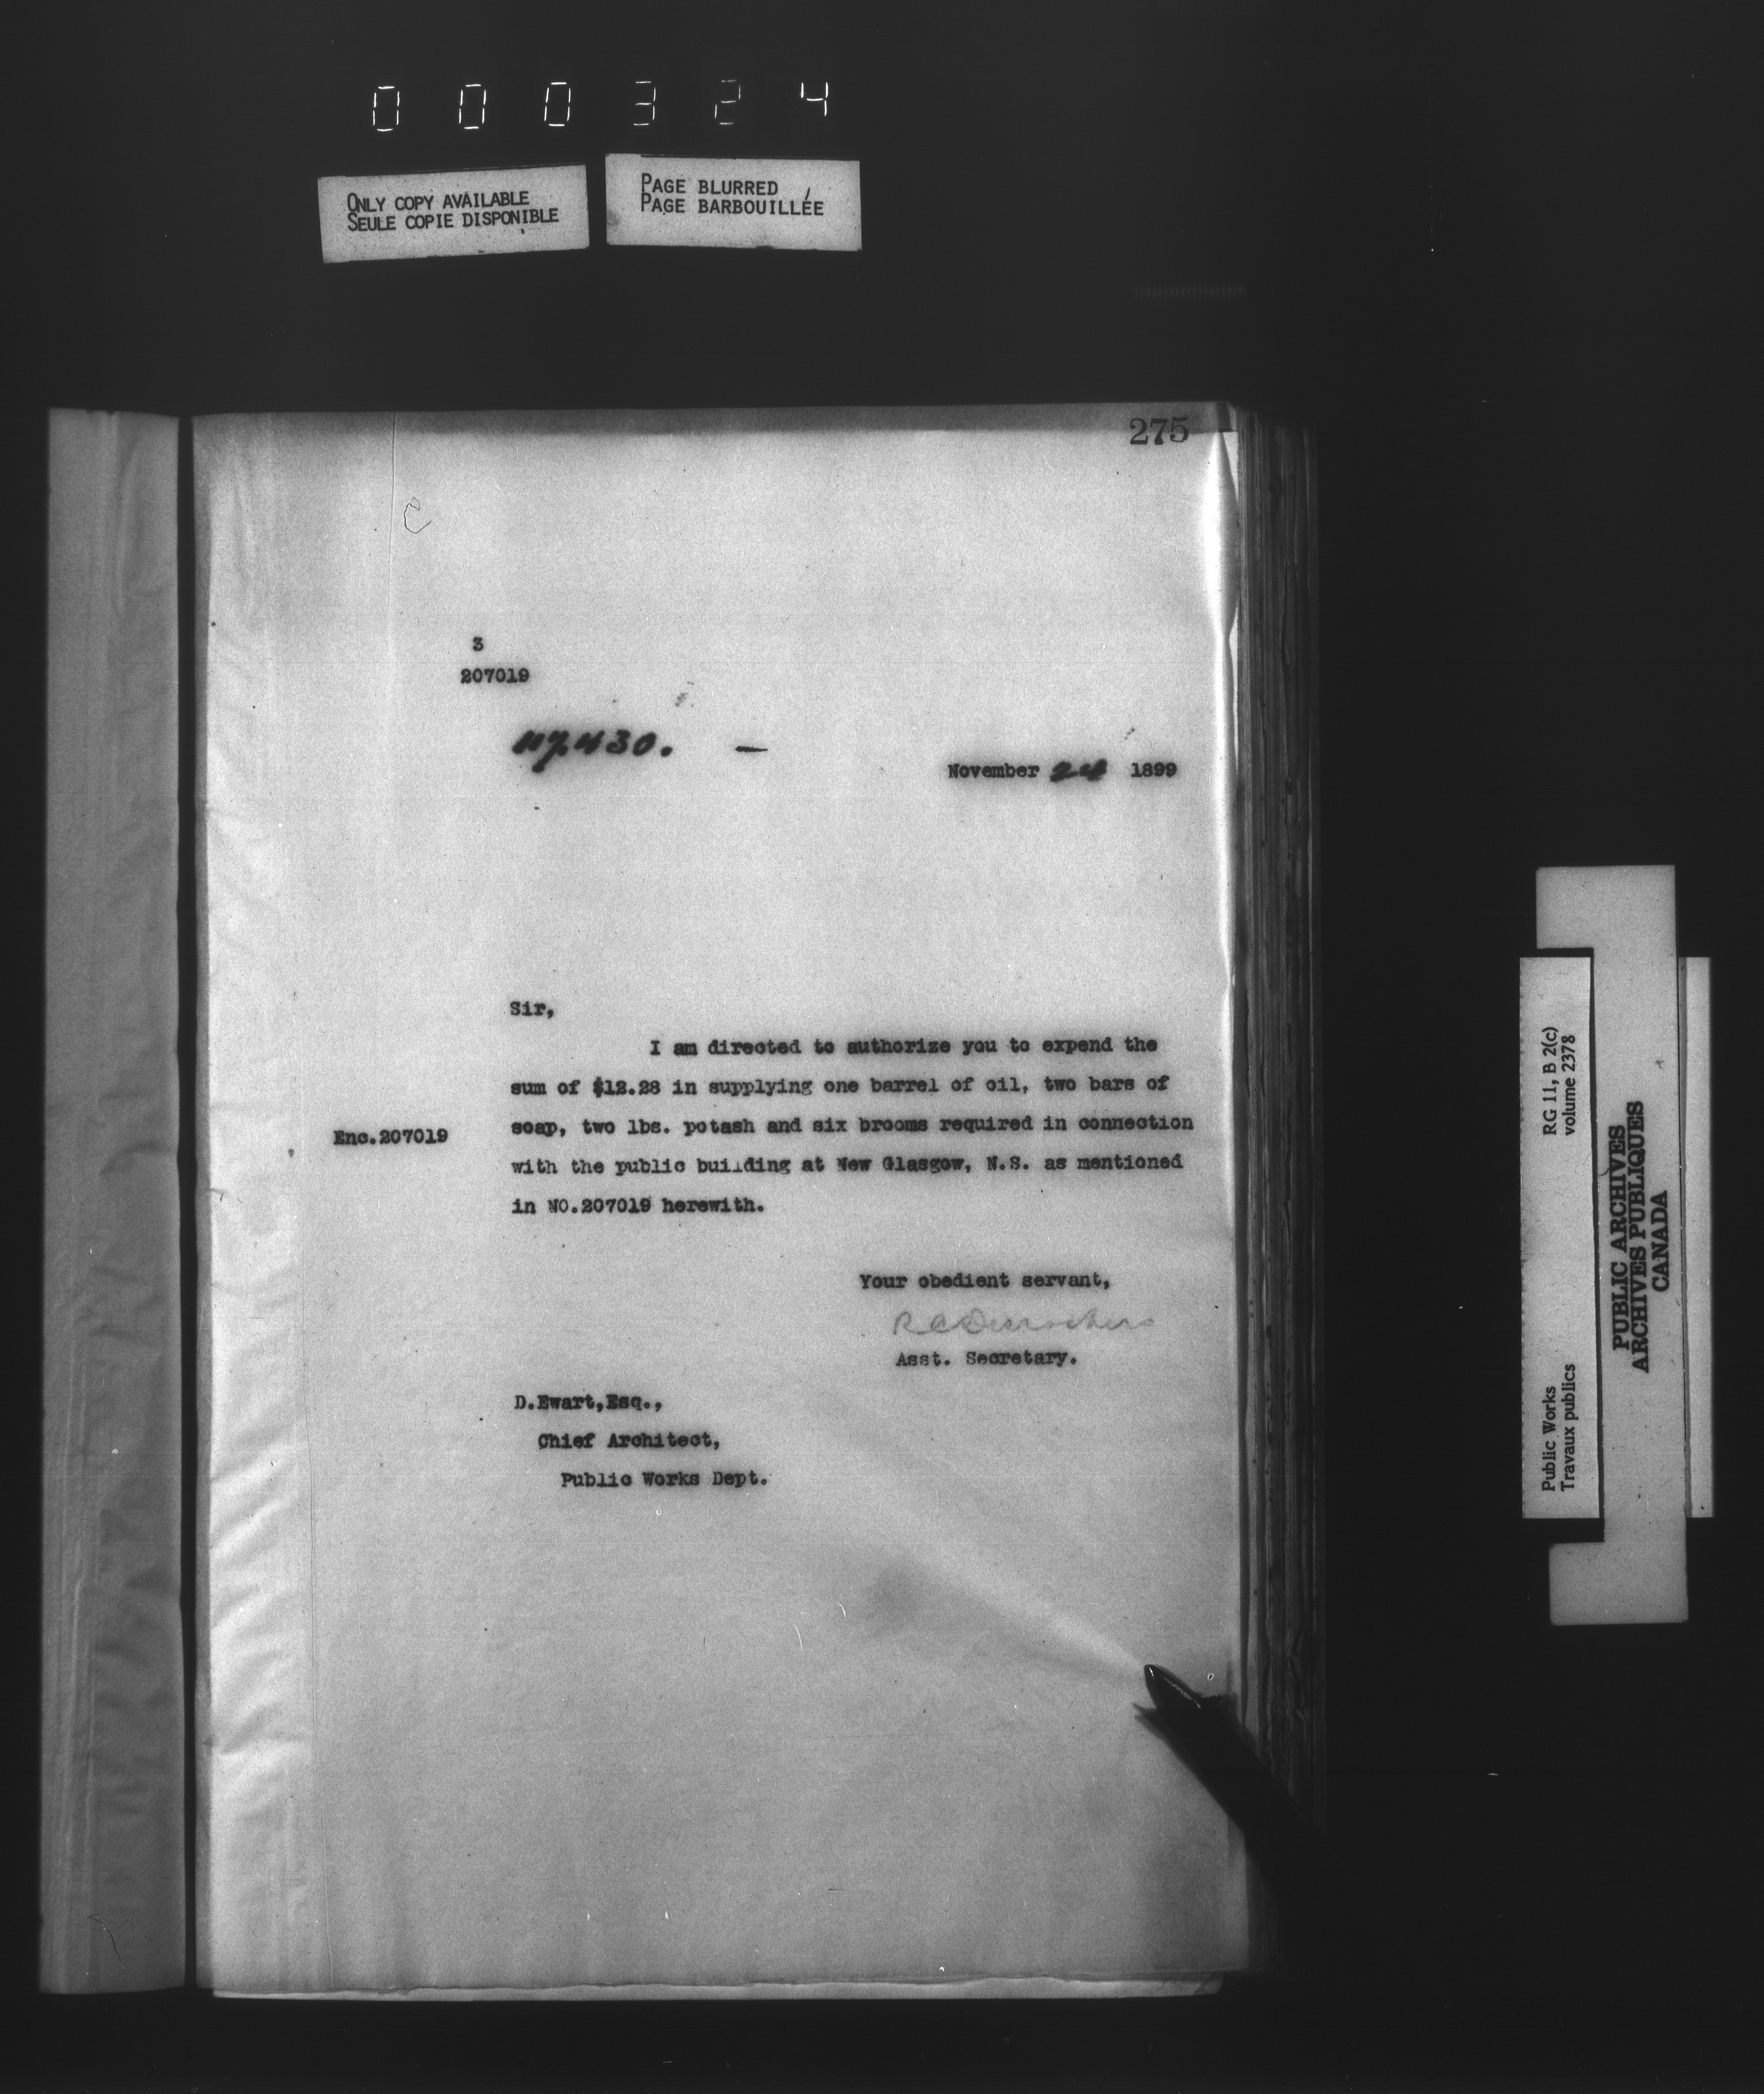 000324
ONLY COPY AVAILABLE
SEULE COPIE DISPONIBLE
PAGE BLURRED
PAGE BARBOUILLÉE
275
C
3
207019
117.430. —
November 24 1899
Sir,
I am directed to authorize you to expend the
sum of $12.28 in supplying one barrel of oil, two bars of
soap, two lbs. potash and six brooms required in connection
Enc.207019
with the public building at New Glasgow, N.S. as mentioned
in NO.207019 herewith.
Your obedient servant,
R C Desrochers
Asst. Secretary.
D.Ewart,Esq.,
Chief Architect,
Public Works Dept.
Public Works
Travaux publics
RG 11, B 2(c)
volume 2378
PUBLIC ARCHIVES
ARCHIVES PUBLIQUES
CANADA